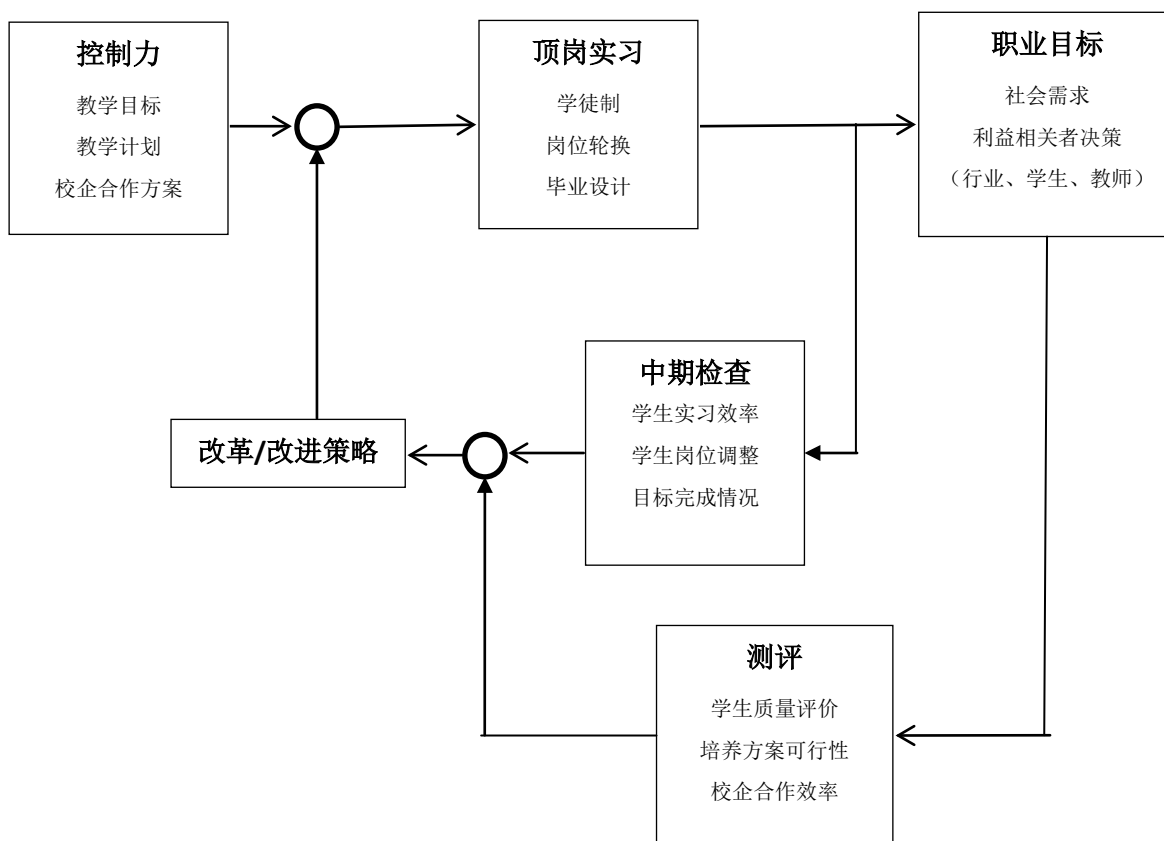 控制力
教学目标
教学计划
校企合作方案
顶岗实习
学徒制
岗位轮换
毕业设计
职业目标
社会需求
利益相关者决策
（行业、学生、教师）
中期检查
学生实习效率
学生岗位调整
目标完成情况
改革/改进策略
测评
学生质量评价
培养方案可行性
校企合作效率